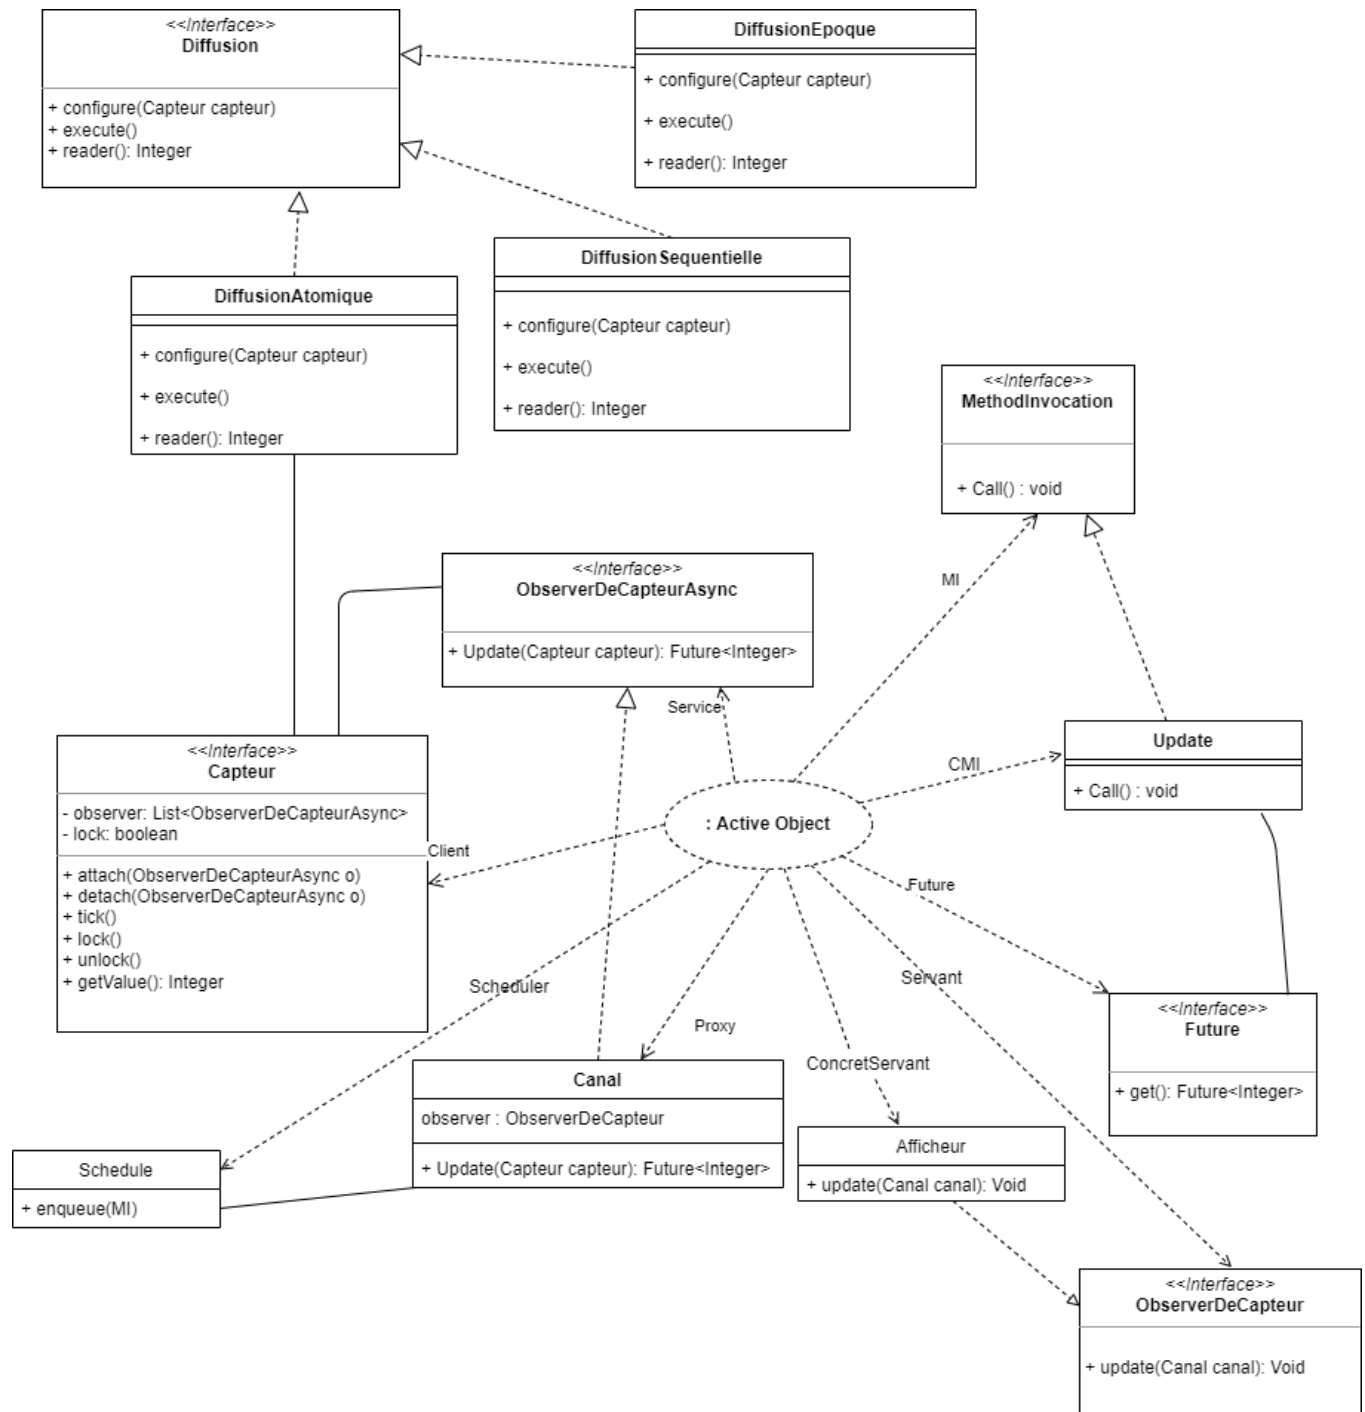 <<Interface>>
Diffusion
+ configure(Capteur capteur)
+ execute()
+ reader(): Integer
DiffusionEpoque
+ configure(Capteur capteur)
+ execute()
+ reader(): Integer
DiffusionSequentielle
+ configure(Capteur capteur)
+ execute()
+ reader(): Integer
DiffusionAtomique
+ configure(Capteur capteur)
+ execute()
+ reader(): Integer
<<Interface>>
MethodInvocation
+ Call() : void
<<Interface>>
ObserverDeCapteurAsync
+ Update(Capteur capteur): Future<Integer>
MI
Service
Update
+ Call() : void
CMI
<<Interface>>
Capteur
- observer: List<ObserverDeCapteurAsync>
- lock: boolean
+ attach(ObserverDeCapteurAsync o)
+ detach(ObserverDeCapteurAsync o)
+ tick()
+ lock()
+ unlock()
+ getValue(): Integer
: Active Object
Client
Future
Servant
Scheduler
Proxy
ConcretServant
<<Interface>>
Future
+ get(): Future<Integer>
Canal
observer : ObserverDeCapteur
+ Update(Capteur capteur): Future<Integer>
Afficheur
+ update(Canal canal): Void
Schedule
+ enqueue(MI)
<<Interface>>
ObserverDeCapteur
+ update(Canal canal): Void